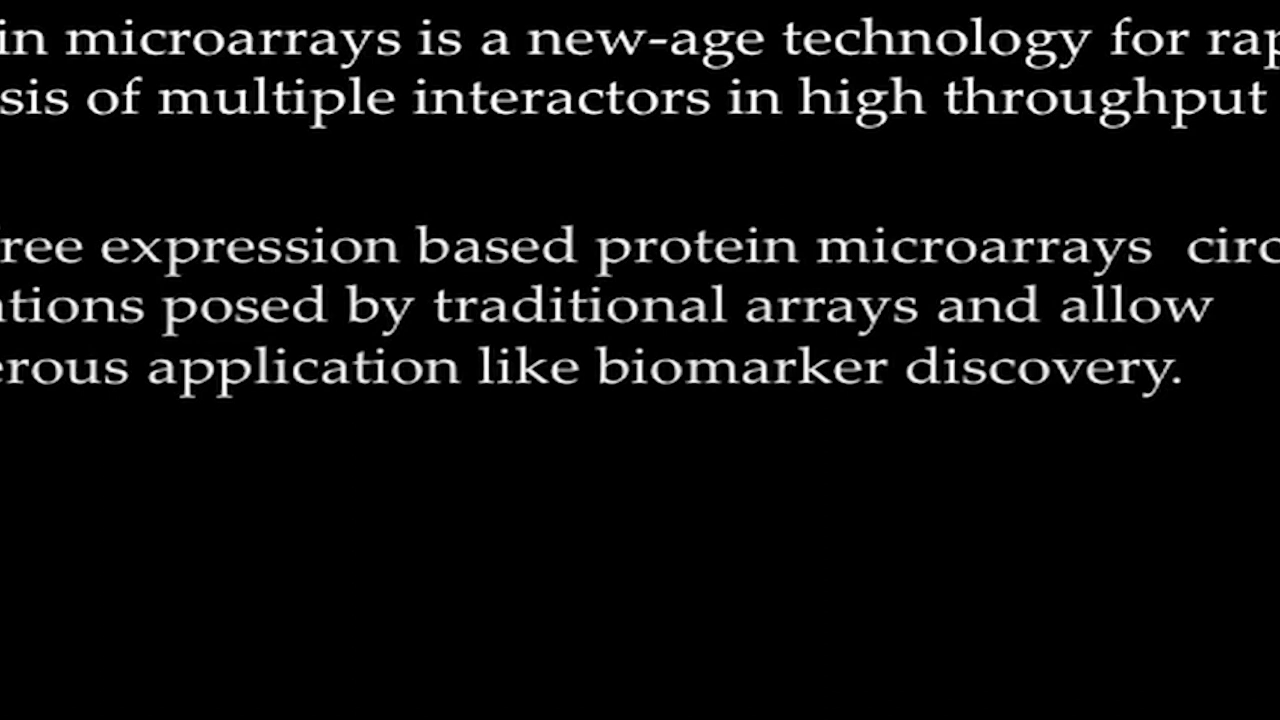 in microarrays is a new-age technology for rap
sis of multiple interactors in high throughput
ree expression based protein microarrays circ
ations posed by traditional arrays and allow
erous application like biomarker discovery.